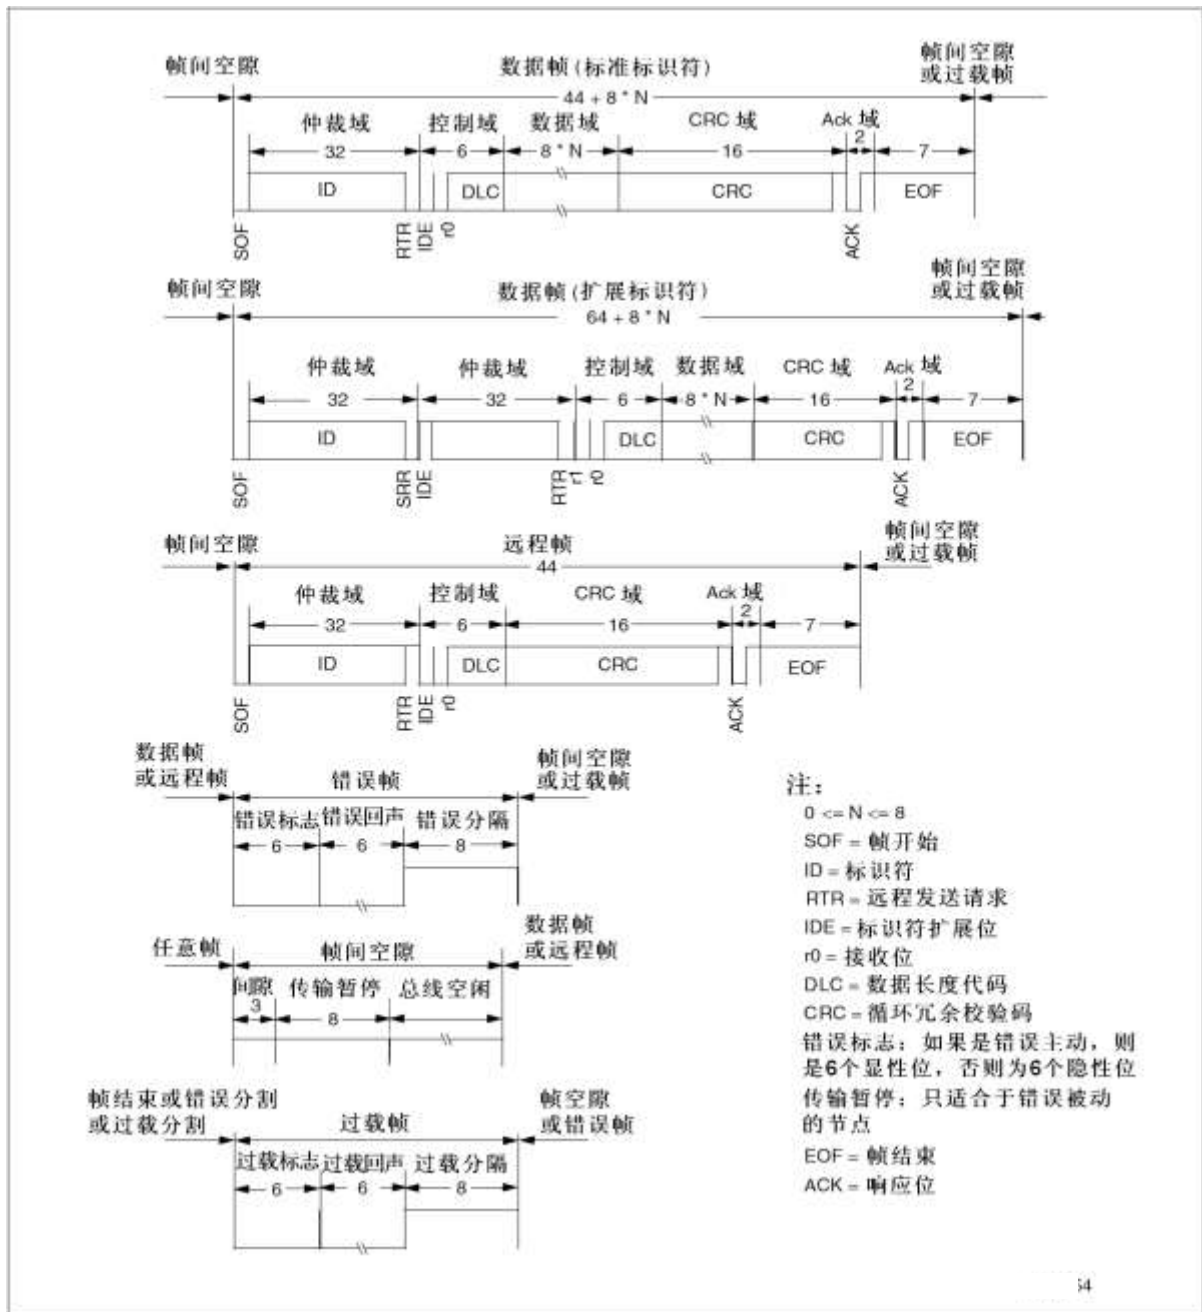 帧间空隙 数据帧(标准标识符) 帧间空隙
或过载帧
44 + 8 * N
仲裁域 控制域 数据域 CRC 域 Ack 域
32 6 8 * N 16 2 7
ID DLC CRC EOF
SOF RTR IDE r0 ACK
帧间空隙 数据帧(扩展标识符) 帧间空隙
或过载帧
64 + 8 * N
仲裁域 仲裁域 控制域 数据域 CRC 域 Ack 域
32 32 6 8 * N 16 2 7
ID DLC CRC EOF
SOF SRR IDE RTR r1 r0 ACK
帧间空隙 远程帧 帧间空隙
或过载帧
44
仲裁域 控制域 CRC 域 Ack 域
32 6 16 2 7
ID DLC CRC EOF
SOF RTR IDE r0 ACK
数据帧
或远程帧 错误帧 帧间空隙
或过载帧
错误标志 错误回声 错误分隔
6 6 8
任意帧 帧间空隙 数据帧
或远程帧
间隙 传输暂停 总线空闲
3 8
帧结束或错误分割
或过载分割 过载帧 帧空隙
或错误帧
过载标志 过载回声 过载分隔
6 6 8
注：
0 <= N <= 8
SOF = 帧开始
ID = 标识符
RTR = 远程发送请求
IDE = 标识符扩展位
r0 = 接收位
DLC = 数据长度代码
CRC = 循环冗余校验码
错误标志：如果是错误主动，则
是6个显性位，否则为6个隐性位
传输暂停：只适合于错误被动
的节点
EOF = 帧结束
ACK = 响应位